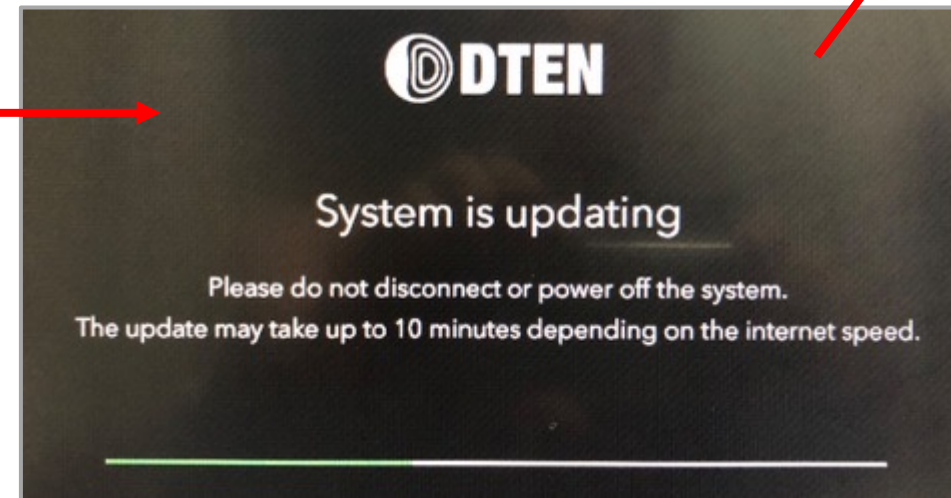 DTEN
System is updating
Please do not disconnect or power off the system.
The update may take up to 10 minutes depending on the internet speed.